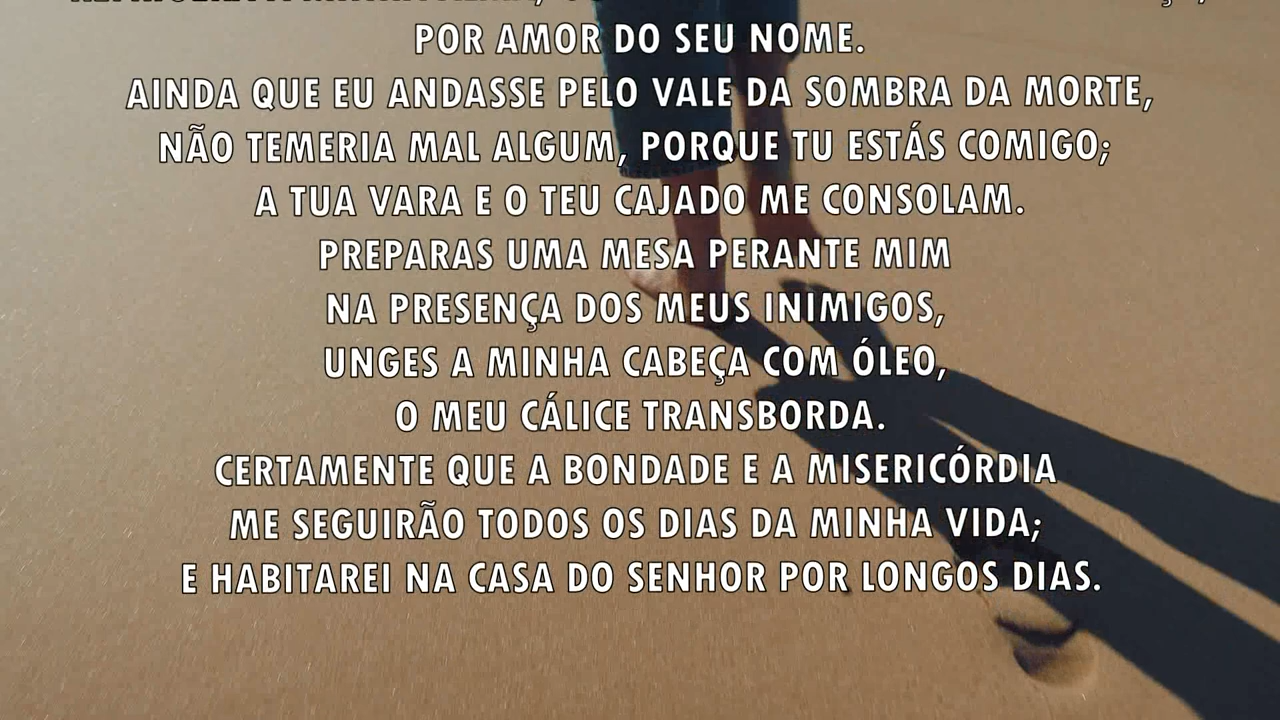 POR AMOR DO SEU NOME.
AINDA QUE EU ANDASSE PELO VALE DA SOMBRA DA MORTE,
NÃO TEMERIA MAL ALGUM, PORQUE TU ESTÁS COMIGO;
A TUA VARA E O TEU CAJADO ME CONSOLAM.
PREPARAS UMA MESA PERANTE MIM
NA PRESENÇA DOS MEUS INIMIGOS,
UNGES A MINHA CABEÇA COM ÓLEO,
O MEU CÁLICE TRANSBORDA.
CERTAMENTE QUE A BONDADE E A MISERICÓRDIA
ME SEGUIRÃO TODOS OS DIAS DA MINHA VIDA;
E HABITAREI NA CASA DO SENHOR POR LONGOS DIAS.